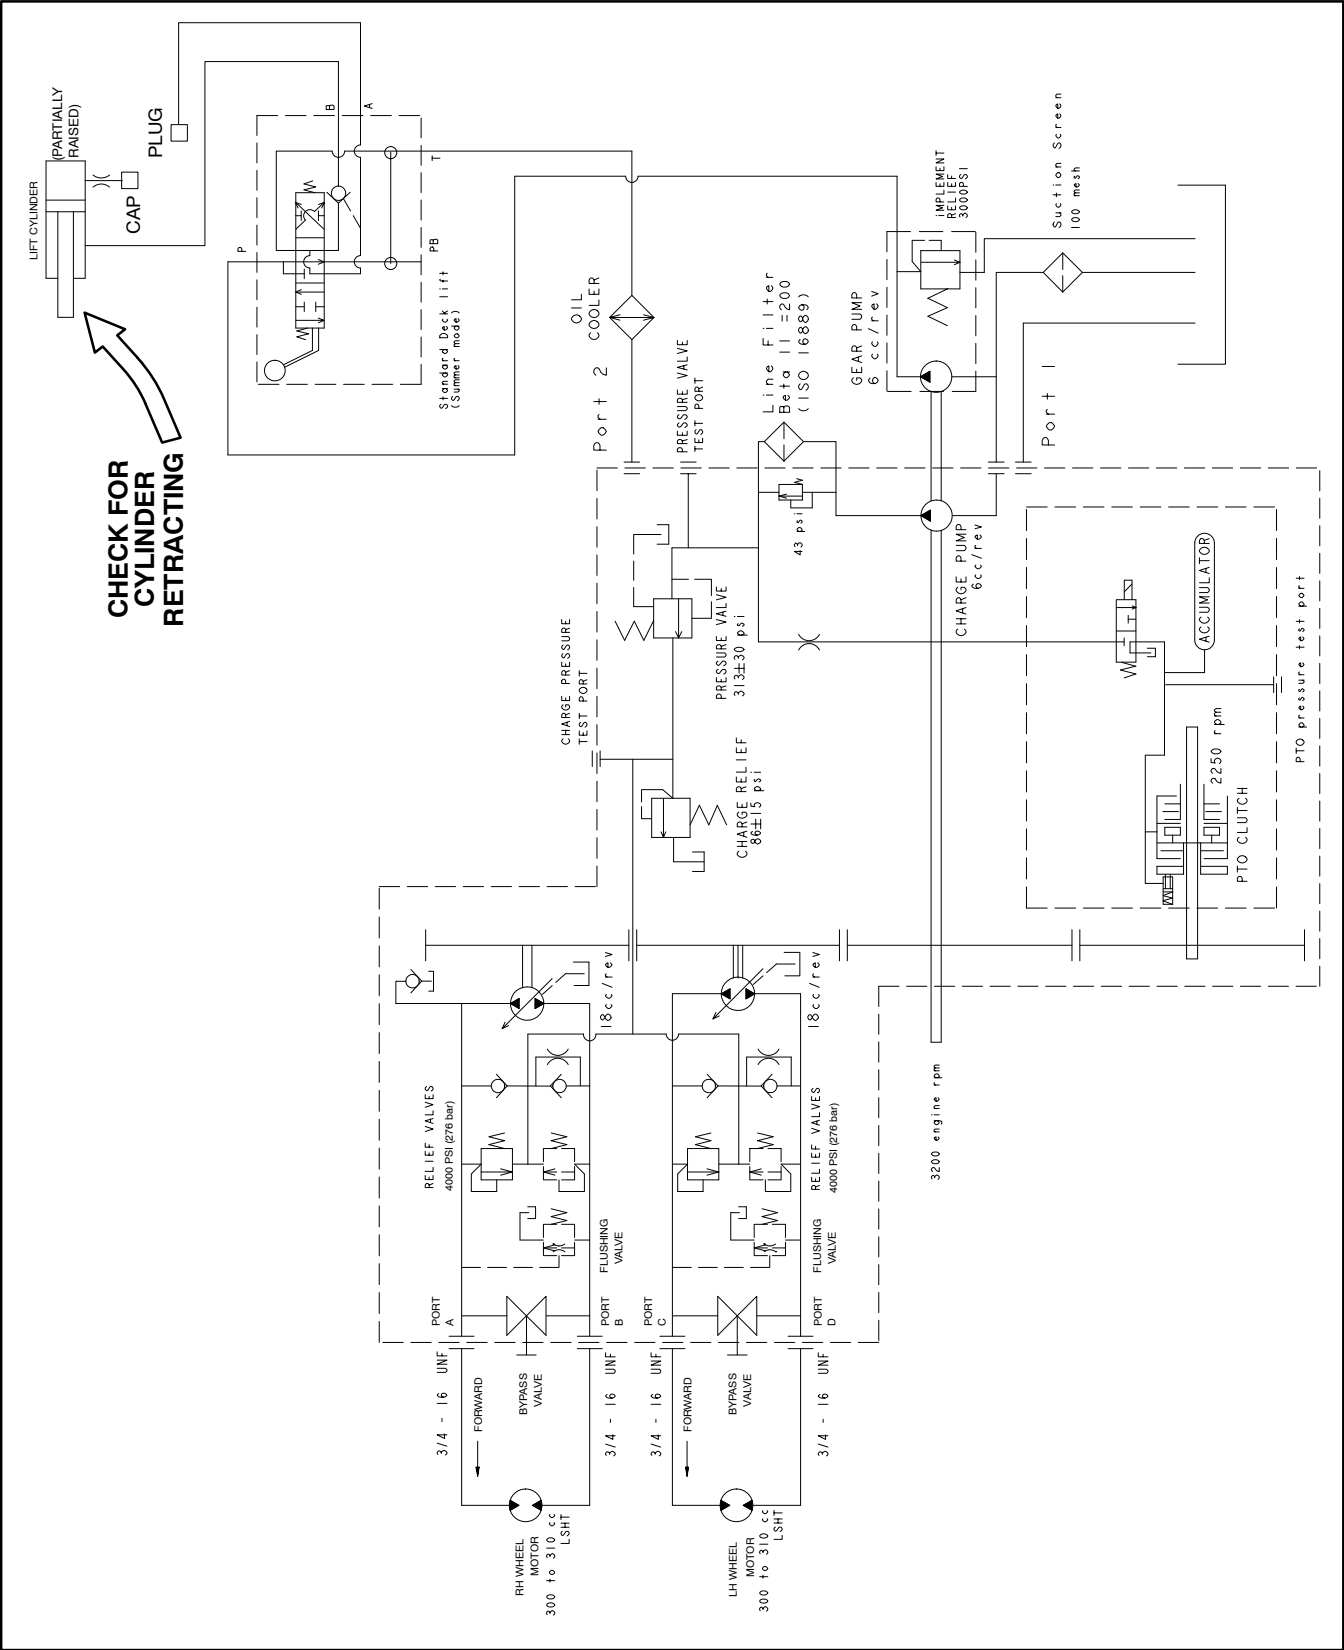 LIFT CYLINDER
(PARTIALLY
RAISED)
CAP
PLUG
CHECK FOR
CYLINDER
RETRACTING
B
A
P
T
PB
Standard Deck lift
(Summer mode)
OIL
COOLER
Port 2
PRESSURE VALVE
TEST PORT
Line Filter
Beta 11 =200
(ISO 16889)
43 psi
GEAR PUMP
6 cc/rev
iMPLEMENT
RELIEF
3000PSI
Suction Screen
100 mesh
Port 1
CHARGE PUMP
6cc/rev
CHARGE PRESSURE
TEST PORT
PRESSURE VALVE
313±30 psi
CHARGE RELIEF
86±15 psi
ACCUMULATOR
PTO pressure test port
2250 rpm
PTO CLUTCH
3200 engine rpm
18cc/rev
18cc/rev
RELIEF VALVES
4000 PSI (276 bar)
RELIEF VALVES
4000 PSI (276 bar)
FLUSHING
VALVE
FLUSHING
VALVE
PORT
A
PORT
B
PORT
C
PORT
D
3/4 - 16 UNF
3/4 - 16 UNF
3/4 - 16 UNF
3/4 - 16 UNF
FORWARD
BYPASS
VALVE
FORWARD
BYPASS
VALVE
RH WHEEL
MOTOR
300 to 310 cc
LSHT
LH WHEEL
MOTOR
300 to 310 cc
LSHT